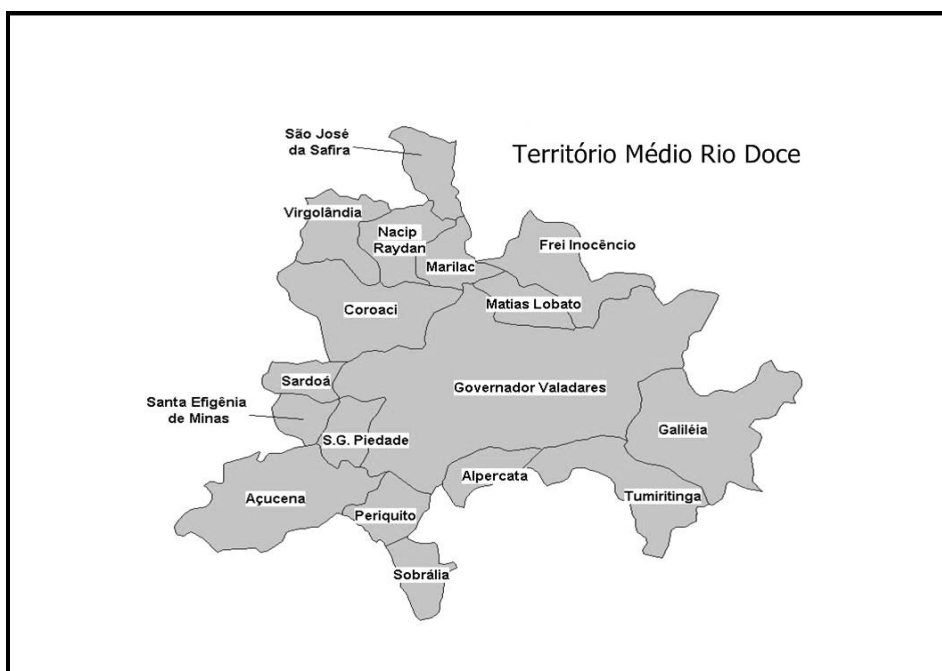 São José
da Safira
Território Médio Rio Doce
Virgolândia
Nacip
Raydan
Frei Inocêncio
Marilac
Matias Lobato
Coroaci
Sardoá
Governador Valadares
Santa Efigênia
de Minas
Galiléia
S.G. Piedade
Alpercata
Açucena
Tumiritinga
Periquito
Sobrália